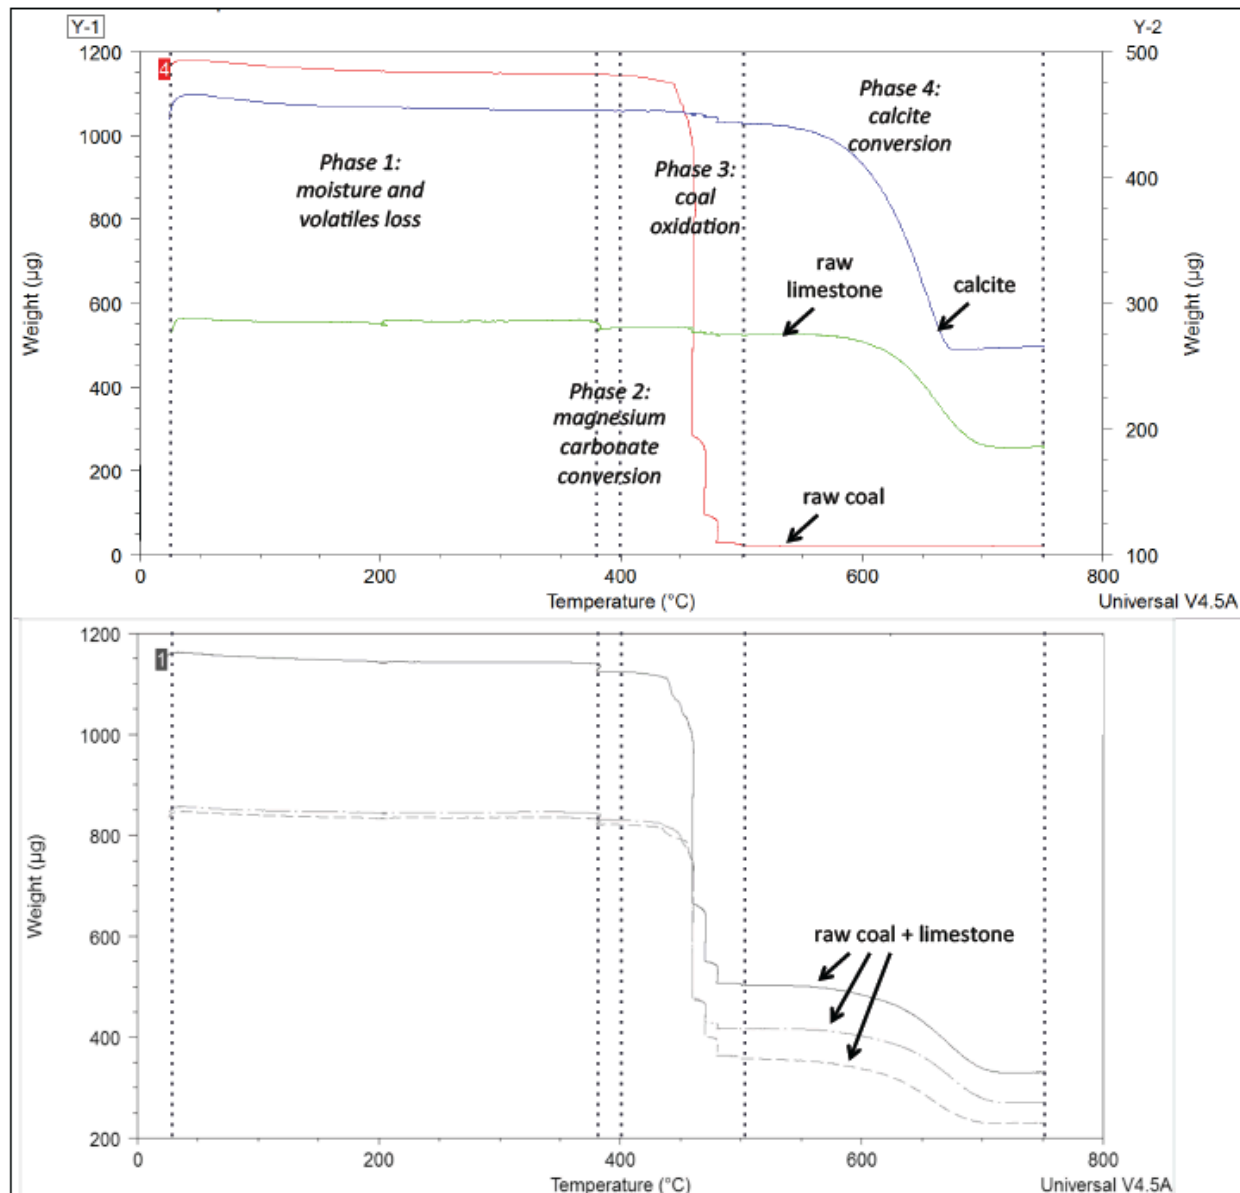 Y-1
Y-2
1200
1000
800
600
400
200
0
500
400
300
200
100
4
Weight (µg)
Weight (µg)
Phase 1:
moisture and
volatiles loss
Phase 2:
magnesium
carbonate
conversion
Phase 3:
coal
oxidation
Phase 4:
calcite
conversion
raw
limestone
calcite
raw coal
0
200
400
600
800
Temperature (°C)
Universal V4.5A
1200
1000
800
600
400
200
1
Weight (µg)
raw coal + limestone
0
200
400
600
800
Temperature (°C)
Universal V4.5A